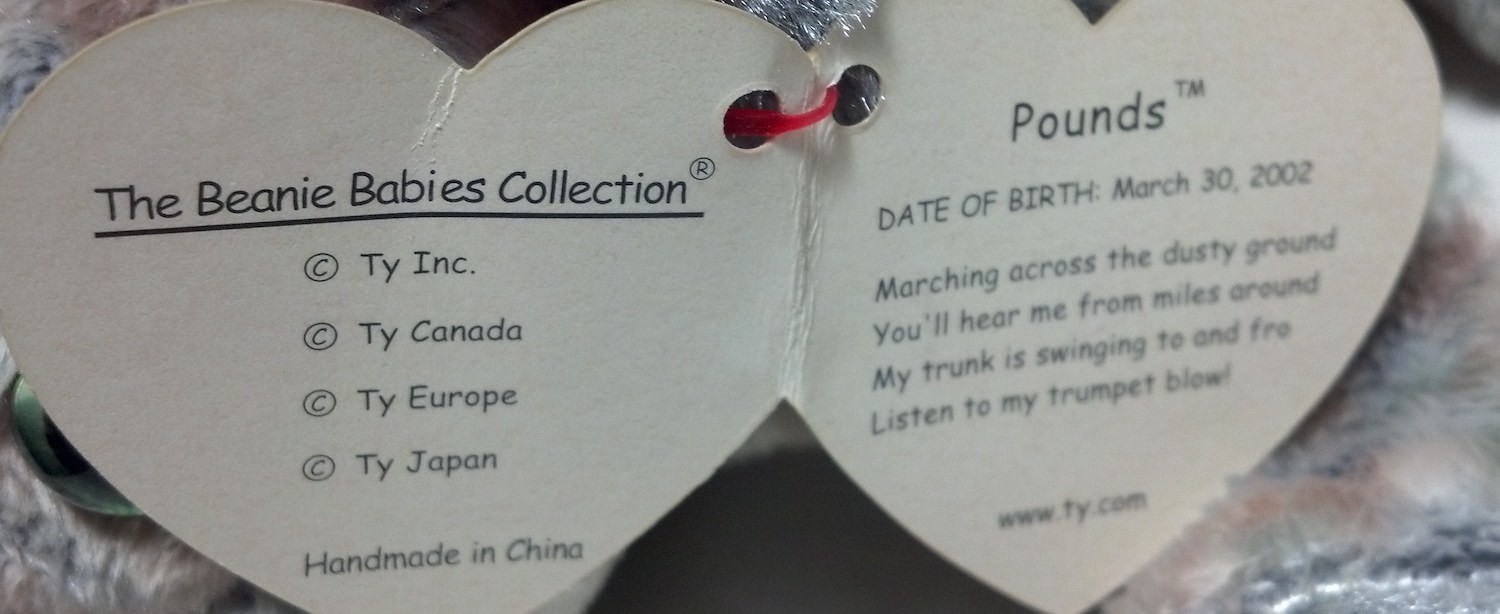 The Beanie Babies Collection®
© Ty Inc.
© Ty Canada
© Ty Europe
© Ty Japan
Handmade in China
Pounds™
DATE OF BIRTH: March 30, 2002
Marching across the dusty ground
You'll hear me from miles around
My trunk is swinging to and fro
Listen to my trumpet blow!
www.ty.com